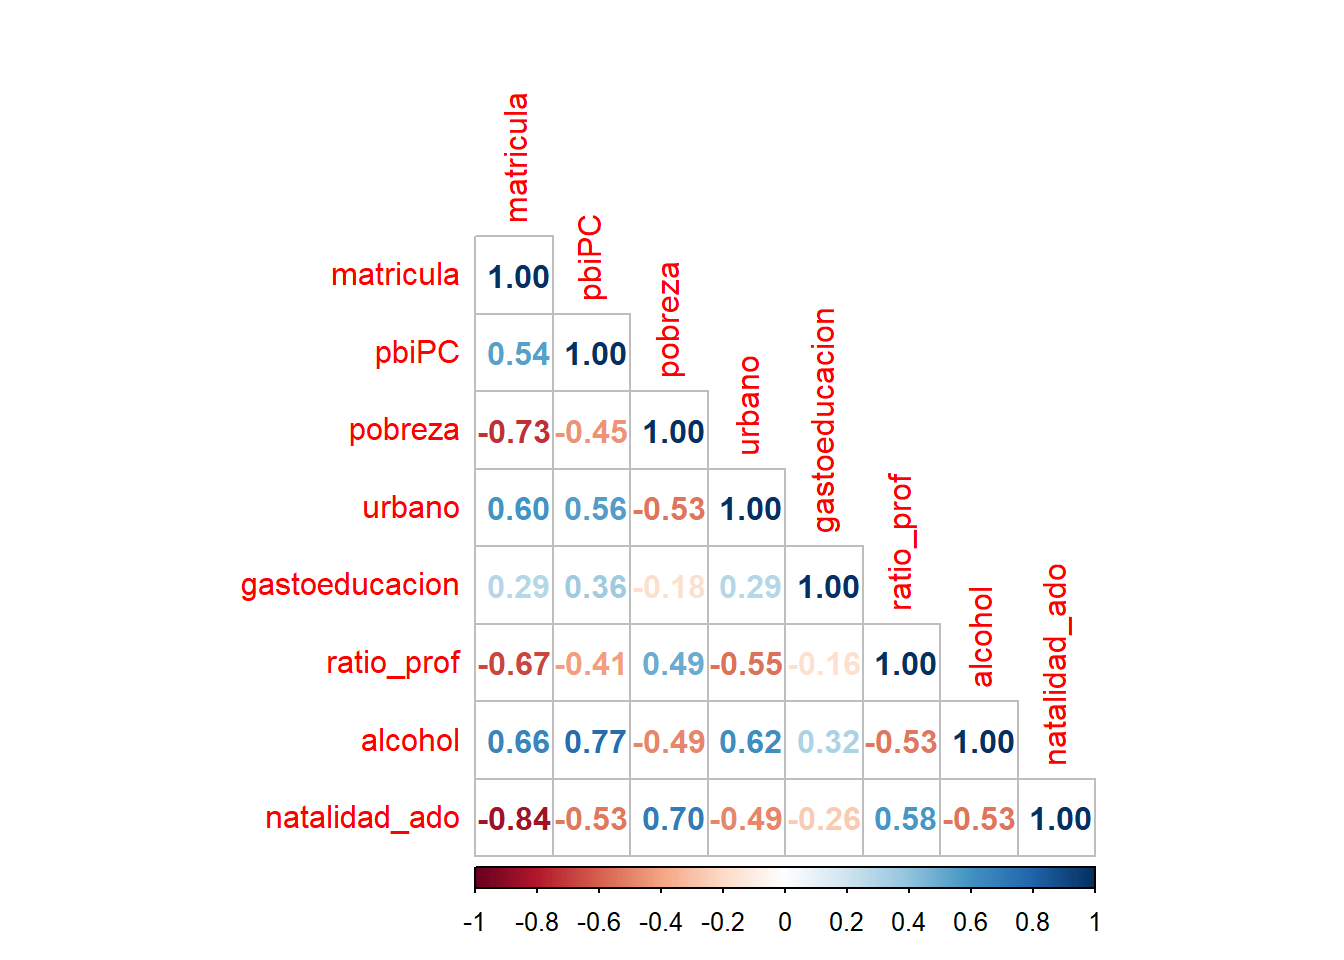 matricula
pbiPC
pobreza
urbano
gastoeducacion
ratio_prof
alcohol
natalidad_ado
matricula 1.00
pbiPC 0.54 1.00
pobreza -0.73 -0.45 1.00
urbano 0.60 0.56 -0.53 1.00
gastoeducacion 0.29 0.36 -0.18 0.29 1.00
ratio_prof -0.67 -0.41 0.49 -0.55 -0.16 1.00
alcohol 0.66 0.77 -0.49 0.62 0.32 -0.53 1.00
natalidad_ado -0.84 -0.53 0.70 -0.49 -0.26 0.58 -0.53 1.00
-1 -0.8 -0.6 -0.4 -0.2 0 0.2 0.4 0.6 0.8 1